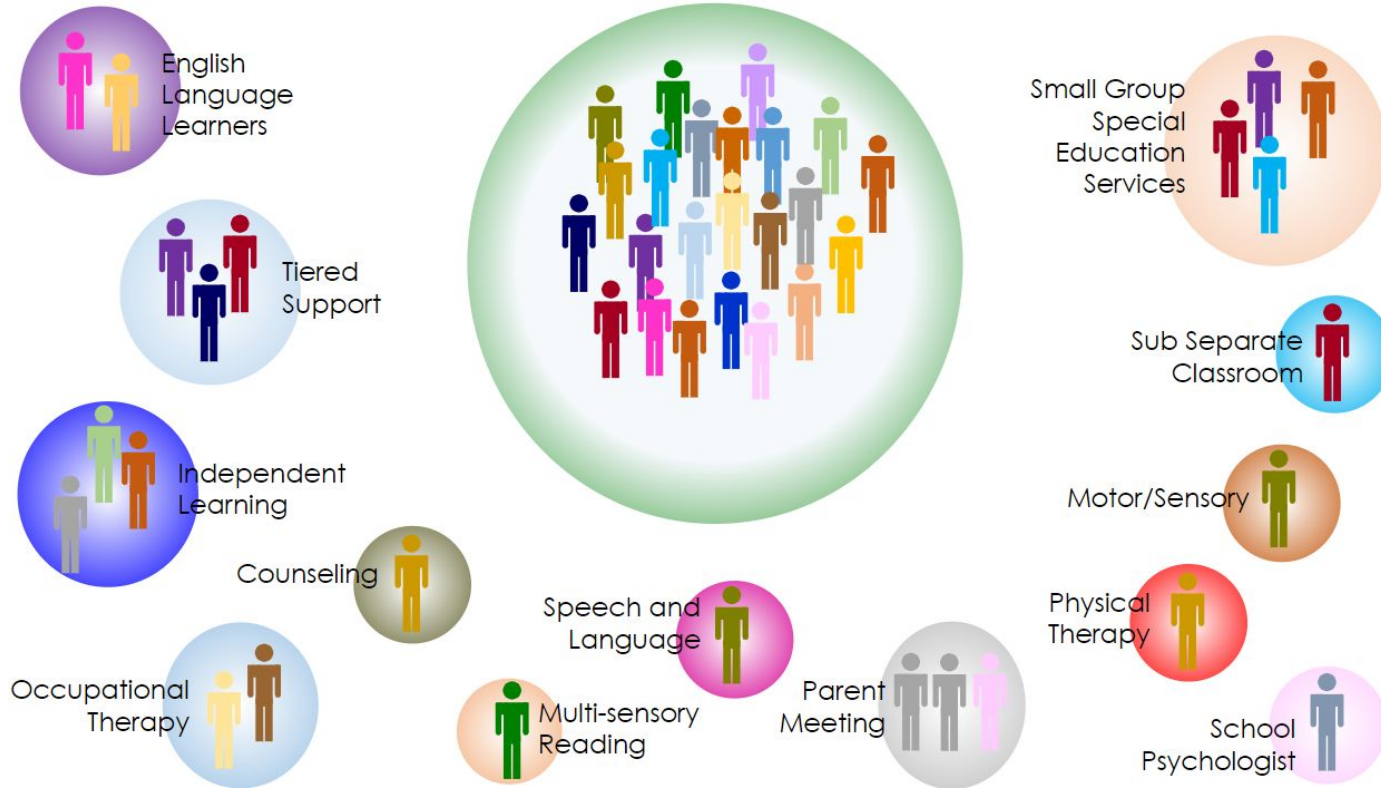 English
Language
Learners
Small Group
Special
Education
Services
Tiered
Support
Sub Separate
Classroom
Independent
Learning
Motor/Sensory
Counseling
Speech and
Language
Physical
Therapy
Occupational
Therapy
Multi-sensory
Reading
Parent
Meeting
School
Psychologist